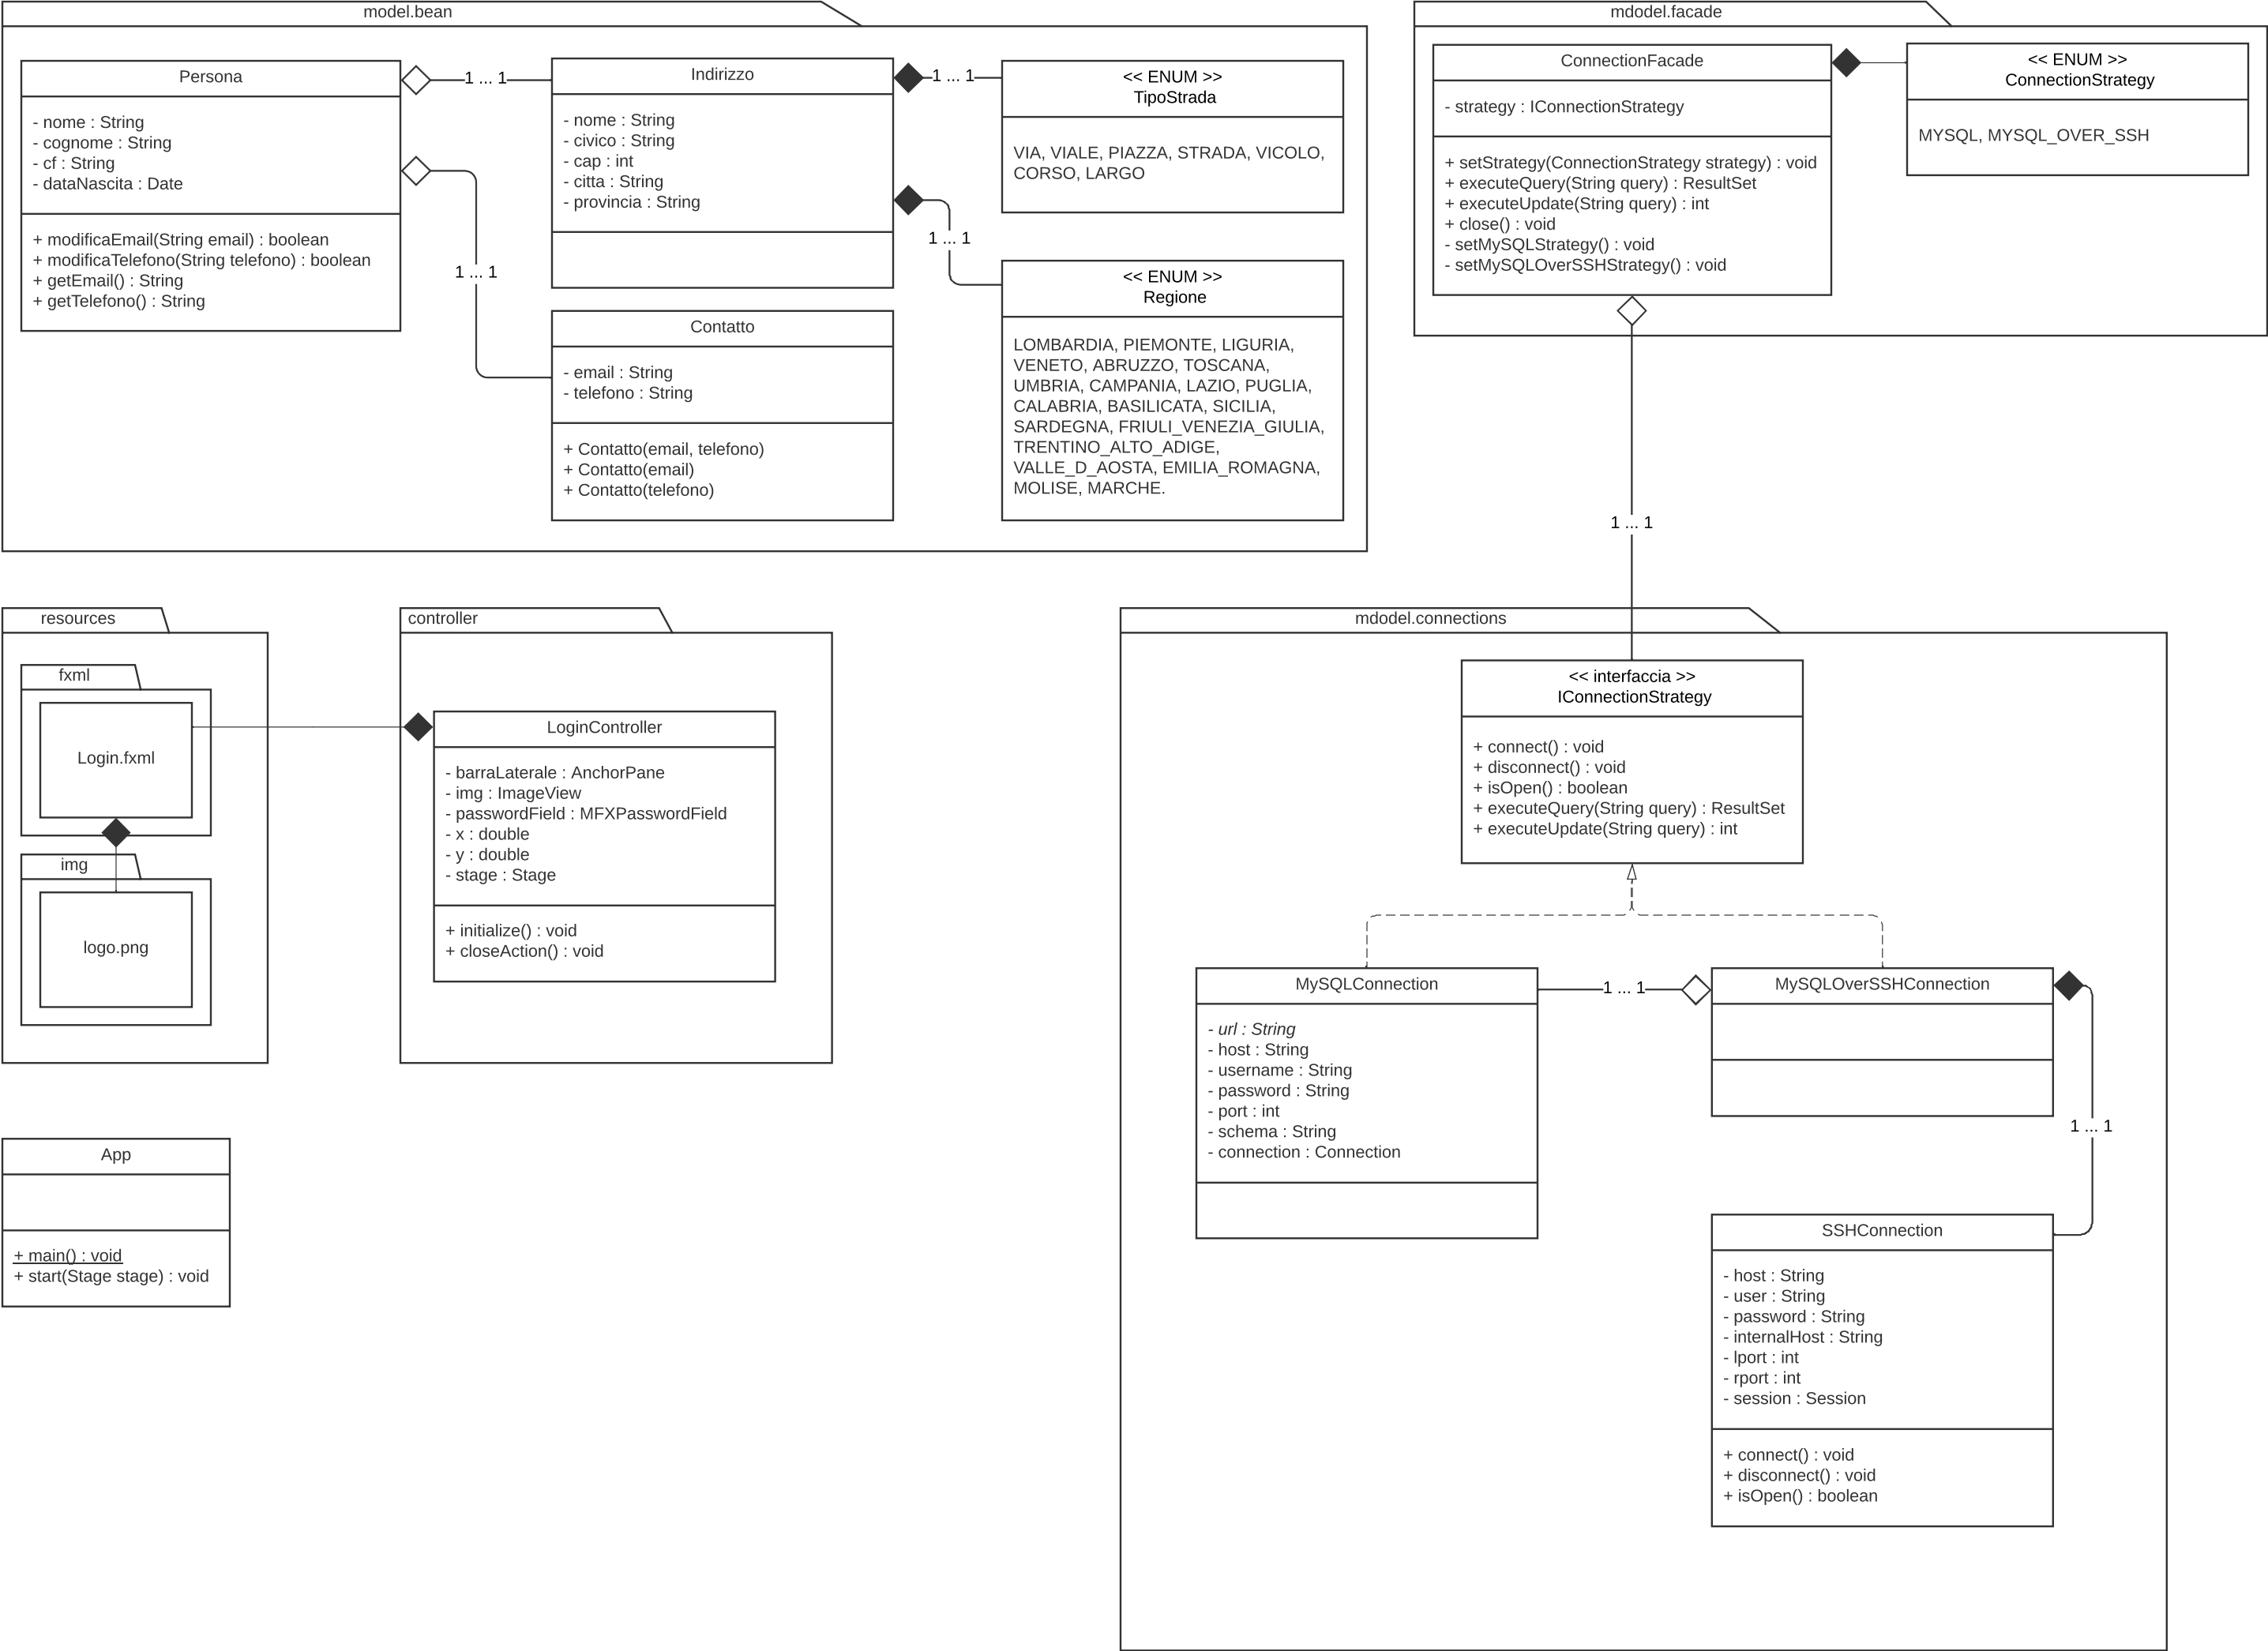 model.bean
Persona
- nome : String
- cognome : String
- cf : String
- dataNascita : Date
+ modificaEmail(String email) : boolean
+ modificaTelefono(String telefono) : boolean
+ getEmail() : String
+ getTelefono() : String
1 ... 1
1 ... 1
Indirizzo
- nome : String
- civico : String
- cap : int
- citta : String
- provincia : String
Contatto
- email : String
- telefono : String
+ Contatto(email, telefono)
+ Contatto(email)
+ Contatto(telefono)
1 ... 1
1 ... 1
<< ENUM >>
TipoStrada
VIA, VIALE, PIAZZA, STRADA, VICOLO,
CORSO, LARGO
<< ENUM >>
Regione
LOMBARDIA, PIEMONTE, LIGURIA,
VENETO, ABRUZZO, TOSCANA,
UMBRIA, CAMPANIA, LAZIO, PUGLIA,
CALABRIA, BASILICATA, SICILIA,
SARDEGNA, FRIULI_VENEZIA_GIULIA,
TRENTINO_ALTO_ADIGE,
VALLE_D_AOSTA, EMILIA_ROMAGNA,
MOLISE, MARCHE.
mdodel.facade
ConnectionFacade
- strategy : IConnectionStrategy
+ setStrategy(ConnectionStrategy strategy) : void
+ executeQuery(String query) : ResultSet
+ executeUpdate(String query) : int
+ close() : void
- setMySQLStrategy() : void
- setMySQLOverSSHStrategy() : void
<< ENUM >>
ConnectionStrategy
MYSQL, MYSQL_OVER_SSH
1 ... 1
resources
fxml
Login.fxml
img
logo.png
controller
LoginController
- barraLaterale : AnchorPane
- img : ImageView
- passwordField : MFXPasswordField
- x : double
- y : double
- stage : Stage
+ initialize() : void
+ closeAction() : void
App
+ main() : void
+ start(Stage stage) : void
mdodel.connections
<< interfaccia >>
IConnectionStrategy
+ connect() : void
+ disconnect() : void
+ isOpen() : boolean
+ executeQuery(String query) : ResultSet
+ executeUpdate(String query) : int
MySQLConnection
- url : String
- host : String
- username : String
- password : String
- port : int
- schema : String
- connection : Connection
1 ... 1
MySQLOverSSHConnection
1 ... 1
SSHConnection
- host : String
- user : String
- password : String
- internalHost : String
- lport : int
- rport : int
- session : Session
+ connect() : void
+ disconnect() : void
+ isOpen() : boolean